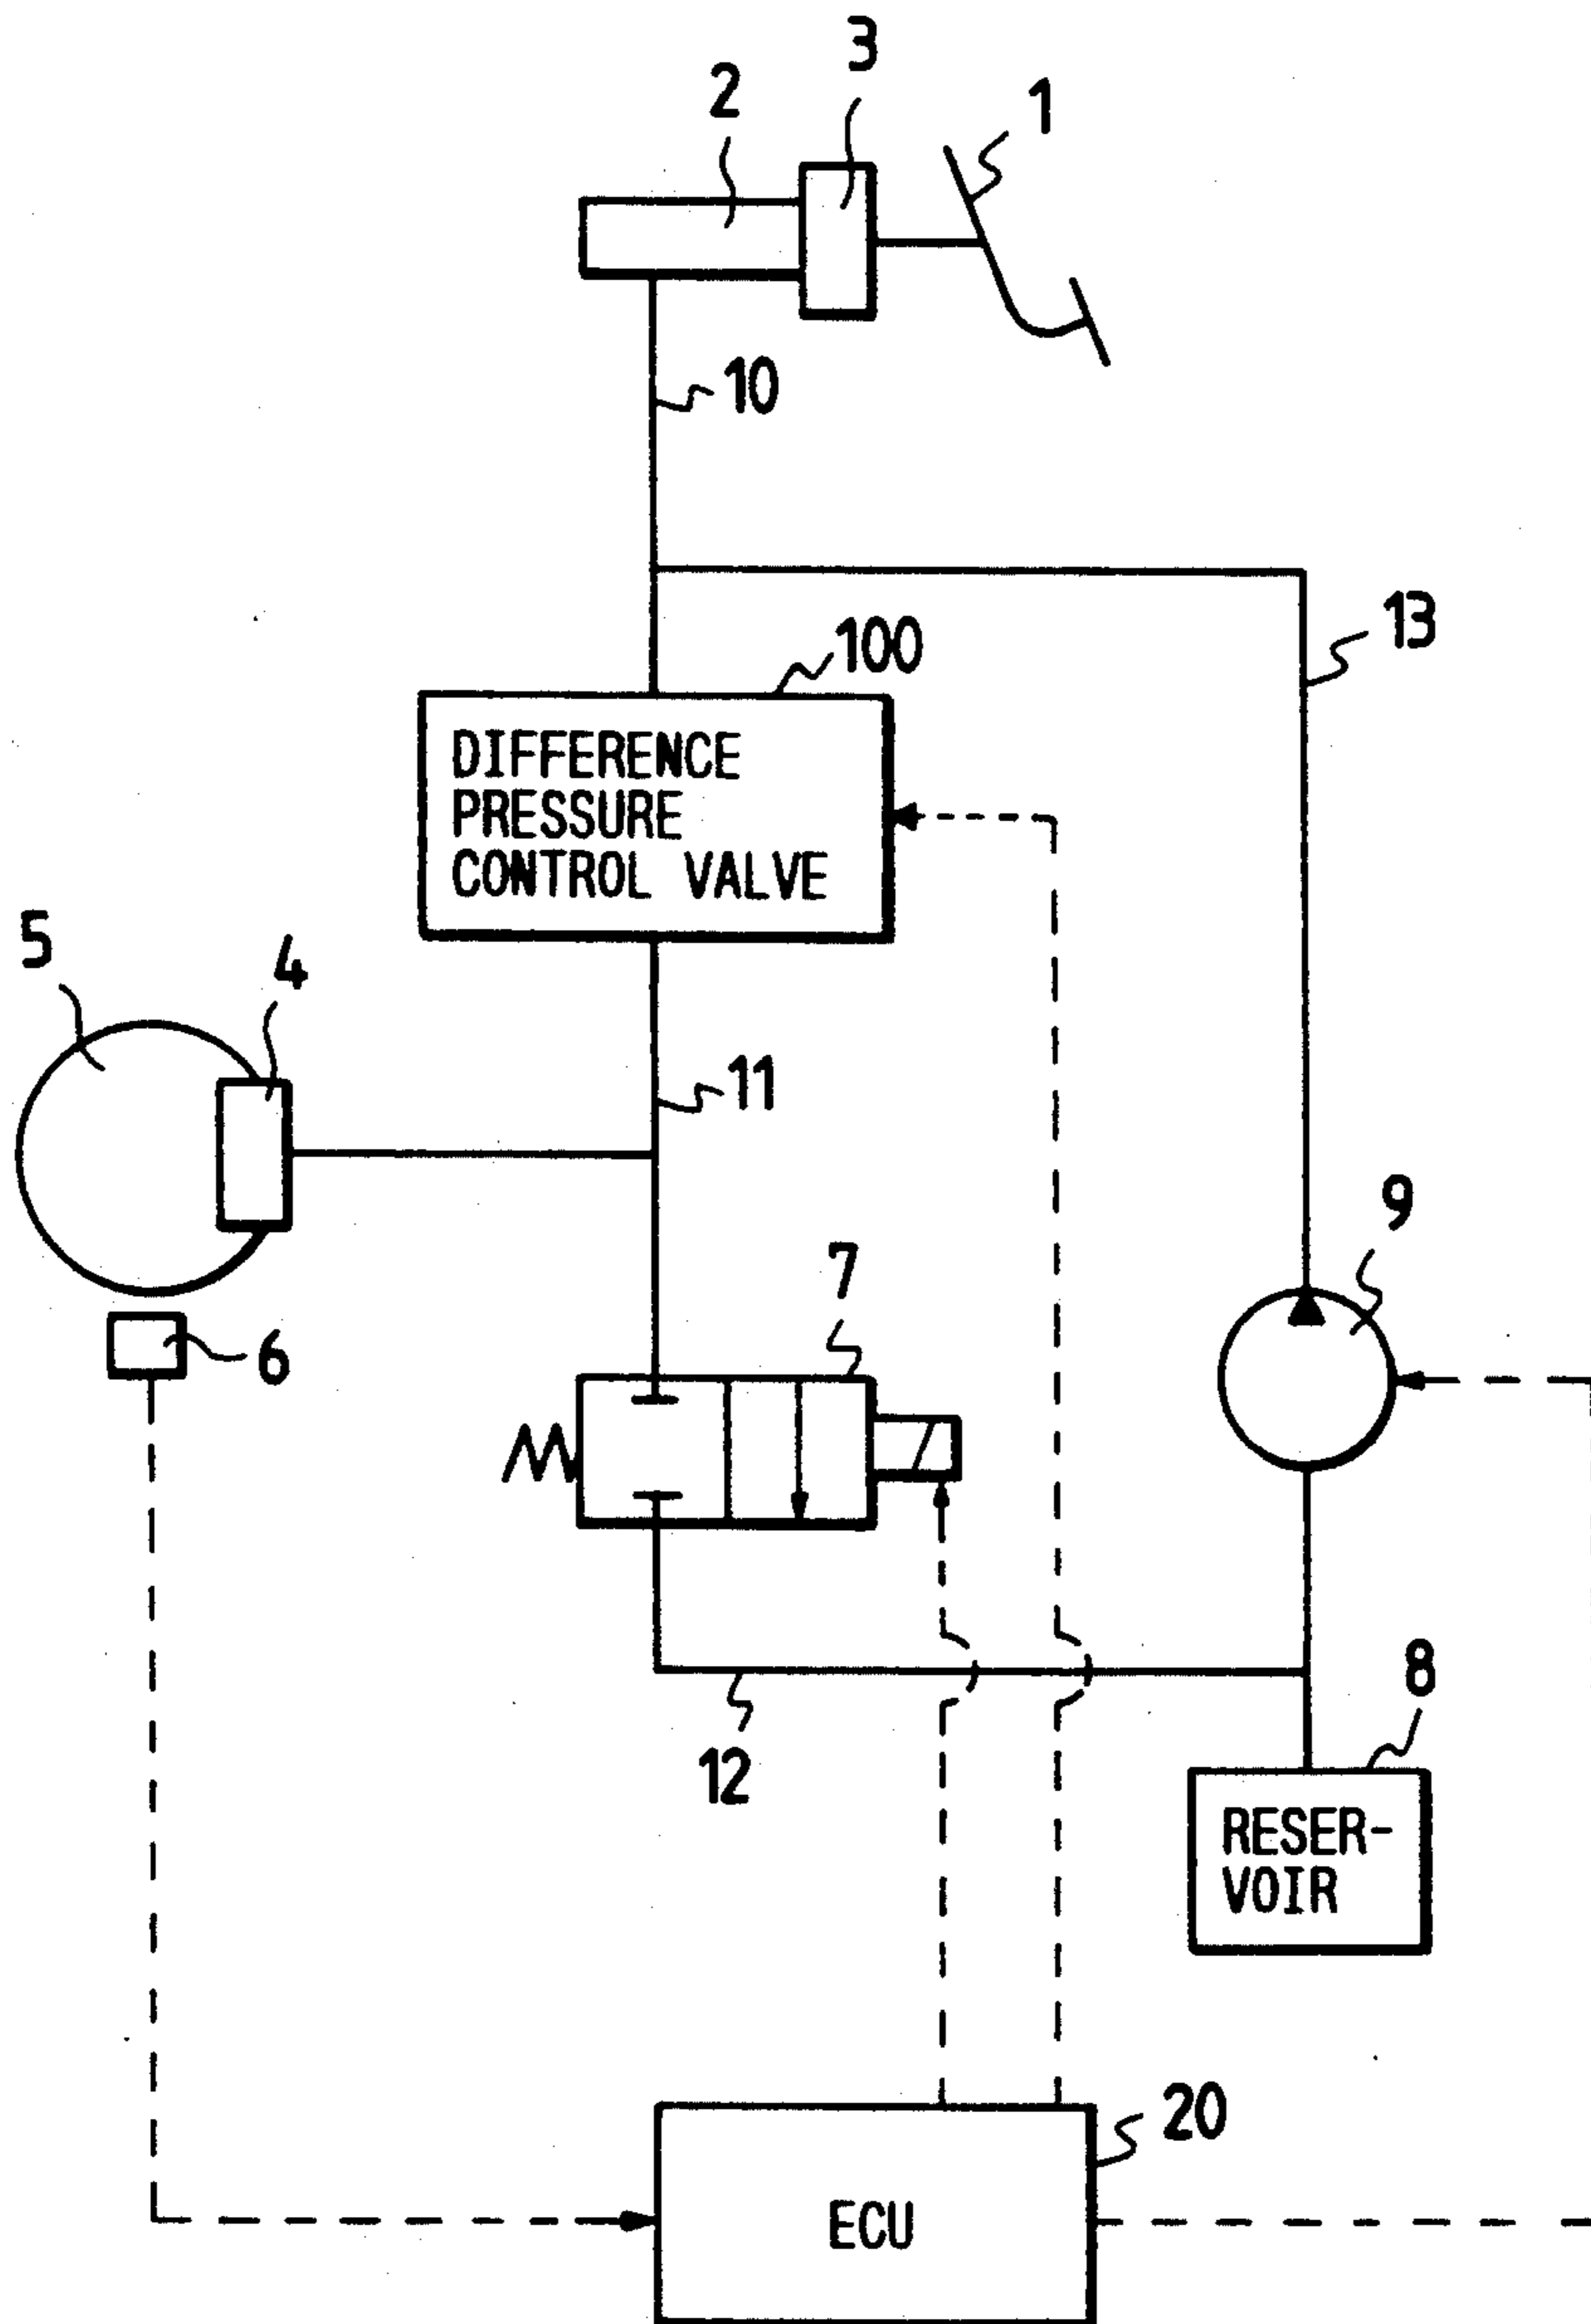 3
2
1
10
100
13
DIFFERENCE
PRESSURE
CONTROL VALVE
5
4
11
9
7
6
8
12
RESER-
VOIR
20
ECU